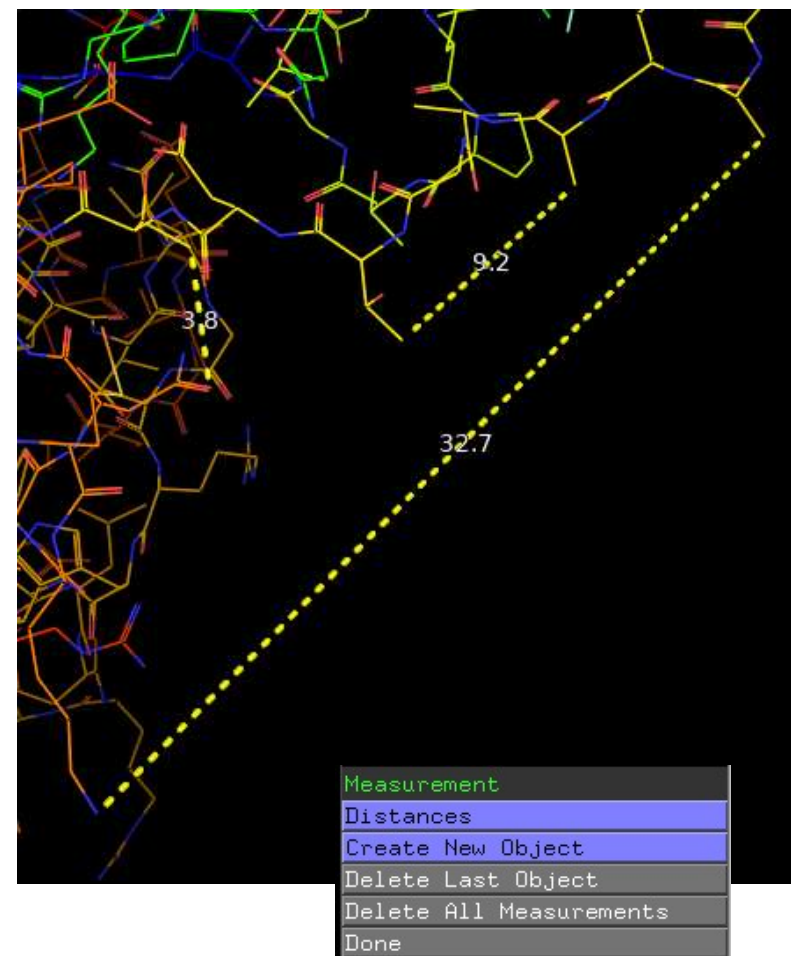 9.2
3.8
32.7
Measurement
Distances
Create New Object
Delete Last Object
Delete All Measurements
Done